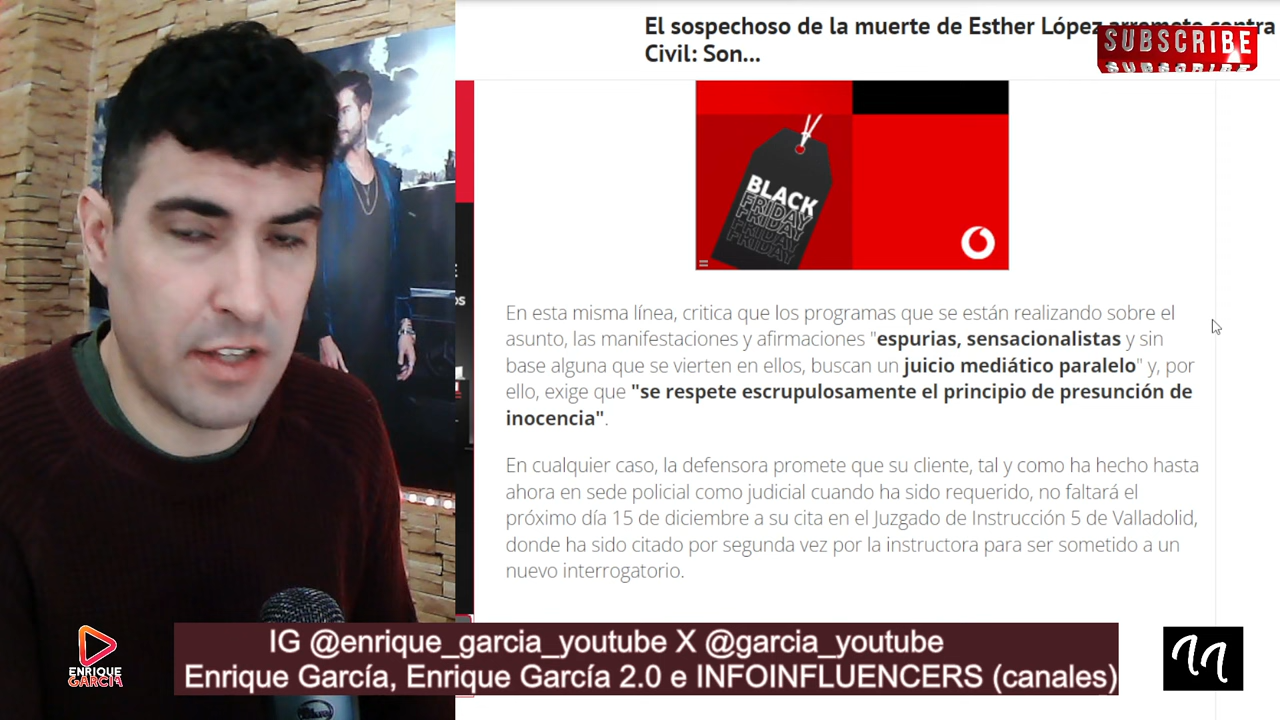 El sospechoso de la muerte de Esther López arremete contra
Civil: Son...
SUBSCRIBE
BLACK
FRIDAY
FRIDAY
FRIDAY
FRIDAY
En esta misma línea, critica que los programas que se están realizando sobre el
asunto, las manifestaciones y afirmaciones "espurias, sensacionalistas y sin
base alguna que se vierten en ellos, buscan un juicio mediático paralelo" y, por
ello, exige que "se respete escrupulosamente el principio de presunción de
inocencia".
En cualquier caso, la defensora promete que su cliente, tal y como ha hecho hasta
ahora en sede policial como judicial cuando ha sido requerido, no faltará el
próximo día 15 de diciembre a su cita en el Juzgado de Instrucción 5 de Valladolid,
donde ha sido citado por segunda vez por la instructora para ser sometido a un
nuevo interrogatorio.
IG @enrique_garcia_youtube X @garcia_youtube
Enrique García, Enrique García 2.0 e INFOINFLUENCERS (canales)
ENRIQUE
GARCÍA